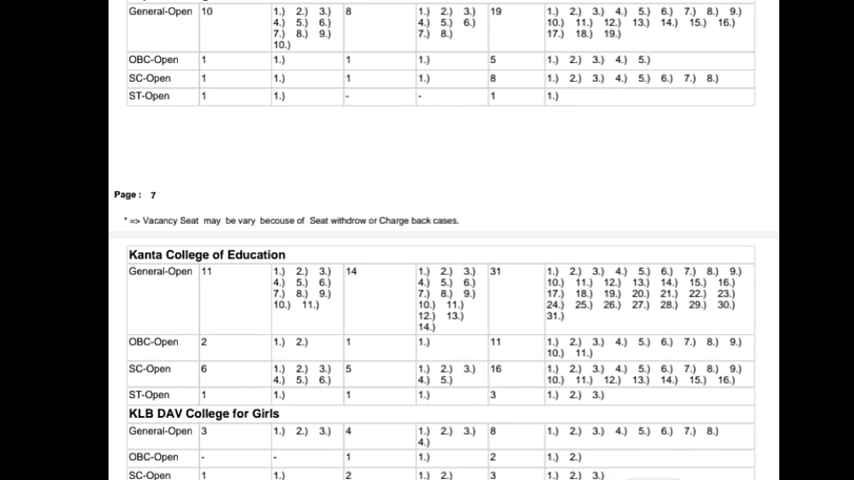 General-Open 10 1.) 2.) 3.) 8 1.) 2.) 3.) 19 1.) 2.) 3.) 4.) 5.) 6.) 7.) 8.) 9.)
4.) 5.) 6.) 4.) 5.) 6.) 10.) 11.) 12.) 13.) 14.) 15.) 16.)
7.) 8.) 9.) 7.) 8.) 17.) 18.) 19.)
10.)
OBC-Open 1 1.) 1 1.) 5 1.) 2.) 3.) 4.) 5.)
SC-Open 1 1.) 1 1.) 8 1.) 2.) 3.) 4.) 5.) 6.) 7.) 8.)
ST-Open 1 1.) - - 1 1.)
Page : 7
* => Vacancy Seat may be vary becouse of Seat withdrow or Charge back cases.
Kanta College of Education
General-Open 11 1.) 2.) 3.) 14 1.) 2.) 3.) 31 1.) 2.) 3.) 4.) 5.) 6.) 7.) 8.) 9.)
4.) 5.) 6.) 4.) 5.) 6.) 10.) 11.) 12.) 13.) 14.) 15.) 16.)
7.) 8.) 9.) 7.) 8.) 9.) 17.) 18.) 19.) 20.) 21.) 22.) 23.)
10.) 11.) 10.) 11.) 24.) 25.) 26.) 27.) 28.) 29.) 30.)
12.) 13.) 31.)
14.)
OBC-Open 2 1.) 2.) 1 1.) 11 1.) 2.) 3.) 4.) 5.) 6.) 7.) 8.) 9.)
10.) 11.)
SC-Open 6 1.) 2.) 3.) 5 1.) 2.) 3.) 16 1.) 2.) 3.) 4.) 5.) 6.) 7.) 8.) 9.)
4.) 5.) 6.) 4.) 5.) 10.) 11.) 12.) 13.) 14.) 15.) 16.)
ST-Open 1 1.) 1 1.) 3 1.) 2.) 3.)
KLB DAV College for Girls
General-Open 3 1.) 2.) 3.) 4 1.) 2.) 3.) 8 1.) 2.) 3.) 4.) 5.) 6.) 7.) 8.)
4.)
OBC-Open - - 1 1.) 2 1.) 2.)
SC-Open 1 1.) 2 1.) 2.) 3 1.) 2.) 3.)